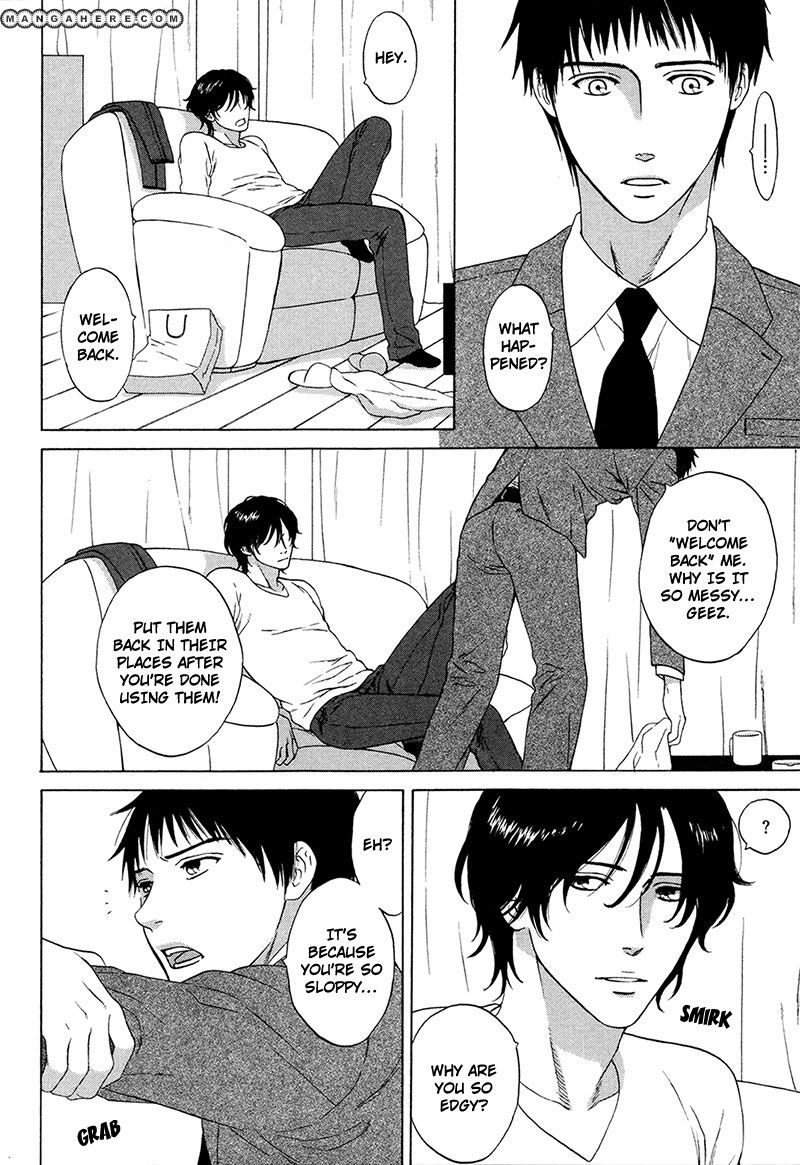 MANGAHERE.COM
......
WHAT
HAP-
PENED?
HEY.
WEL-
COME
BACK.
DON'T
"WELCOME
BACK" ME.
WHY IS IT
SO MESSY...
GEEZ.
PUT THEM
BACK IN THEIR
PLACES AFTER
YOU'RE DONE
USING THEM!
?
SMIRK
WHY ARE
YOU SO
EDGY?
EH?
IT'S
BECAUSE
YOU'RE SO
SLOPPY...
GRAB